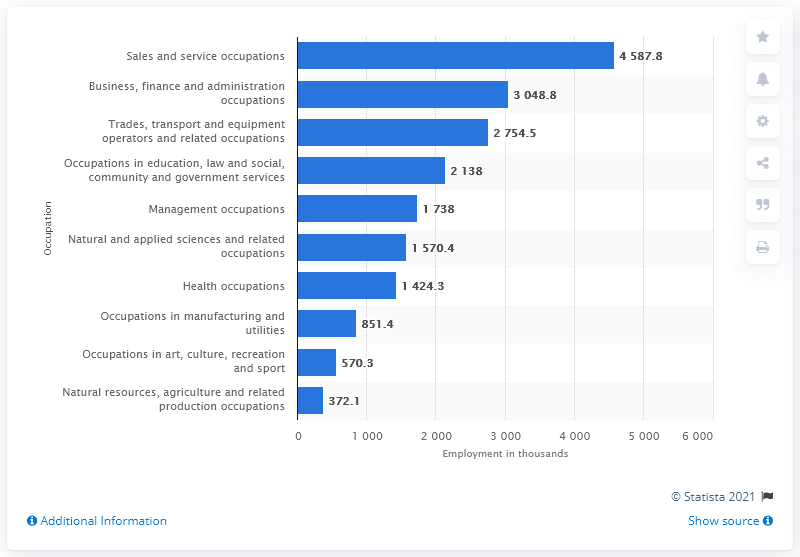 Sales and service occupations
4 587.8
Business, finance and administration
occupations
3 048.8
Trades, transport and equipment
operators and related occupations
2 754.5
Occupations in education, law and social,
community and government services
2 138
Management occupations
1 738
Natural and applied sciences and related
occupations
1 570.4
Health occupations
1 424.3
Occupations in manufacturing and
utilities
851.4
Occupations in art, culture, recreation
and sport
570.3
Natural resources, agriculture and related
production occupations
372.1
Occupation
0 1 000 2 000 3 000 4 000 5 000 6 000
Employment in thousands
© Statista 2021
Additional Information
Show source